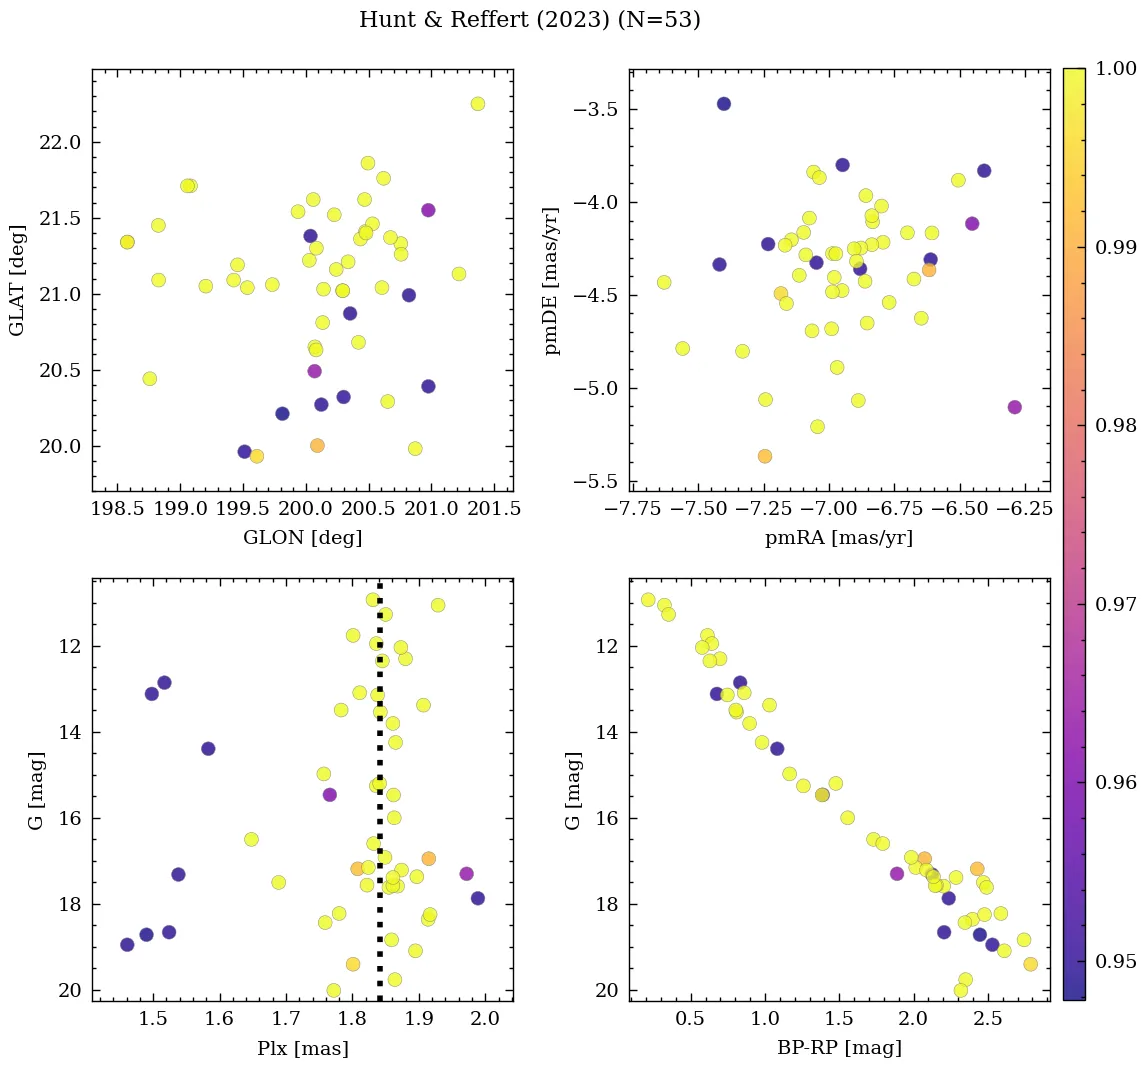 Hunt & Reffert (2023) (N=53)
22.0
21.5
21.0
20.5
20.0
GLAT [deg]
198.5 199.0 199.5 200.0 200.5 201.0 201.5
GLON [deg]
−3.5
−4.0
−4.5
−5.0
−5.5
pmDE [mas/yr]
−7.75 −7.50 −7.25 −7.00 −6.75 −6.50 −6.25
pmRA [mas/yr]
12
14
16
18
20
G [mag]
1.5 1.6 1.7 1.8 1.9 2.0
Plx [mas]
12
14
16
18
20
G [mag]
0.5 1.0 1.5 2.0 2.5
BP-RP [mag]
1.00
0.99
0.98
0.97
0.96
0.95